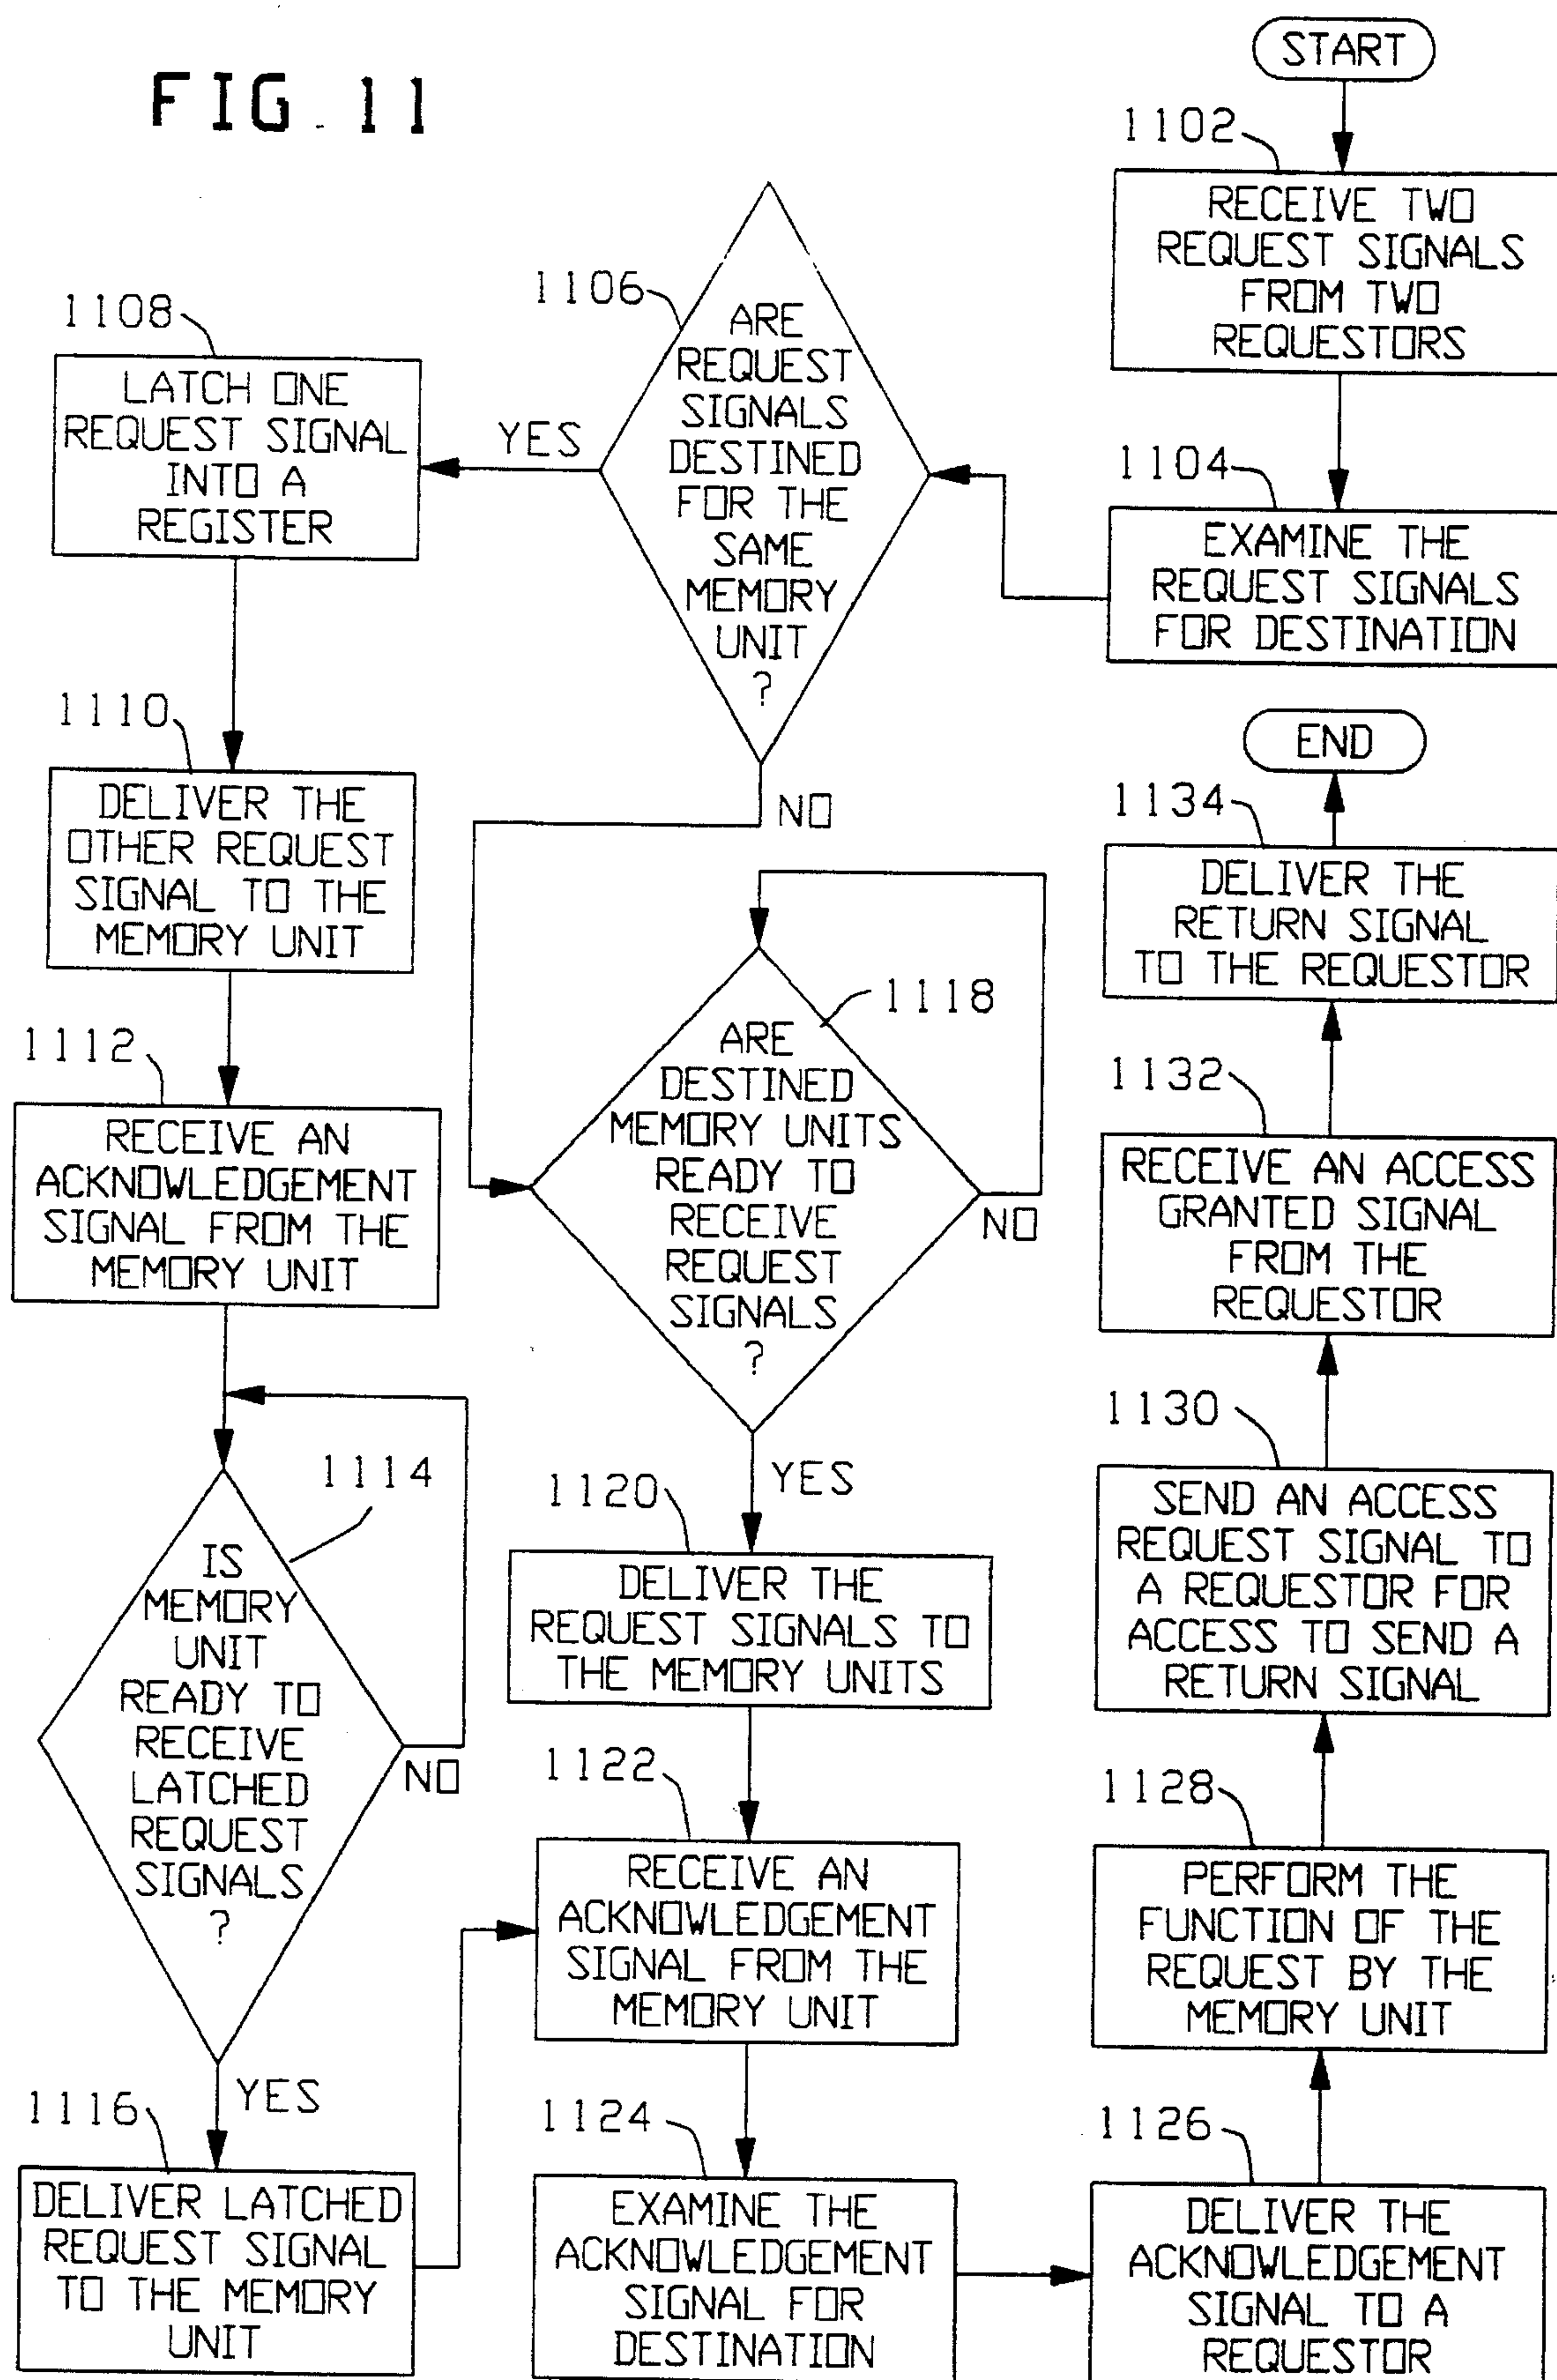 FIG. 11
START
1102
RECEIVE TWO
REQUEST SIGNALS
FROM TWO
REQUESTORS
1104
EXAMINE THE
REQUEST SIGNALS
FOR DESTINATION
1106
ARE
REQUEST
SIGNALS
DESTINED
FOR THE
SAME
MEMORY
UNIT
?
YES
NO
1108
LATCH ONE
REQUEST SIGNAL
INTO A
REGISTER
1110
DELIVER THE
OTHER REQUEST
SIGNAL TO THE
MEMORY UNIT
1112
RECEIVE AN
ACKNOWLEDGEMENT
SIGNAL FROM THE
MEMORY UNIT
1114
IS
MEMORY
UNIT
READY TO
RECEIVE
LATCHED
REQUEST
SIGNALS
?
NO
YES
1116
DELIVER LATCHED
REQUEST SIGNAL
TO THE MEMORY
UNIT
1118
ARE
DESTINED
MEMORY UNITS
READY TO
RECEIVE
REQUEST
SIGNALS
?
NO
YES
1120
DELIVER THE
REQUEST SIGNALS TO
THE MEMORY UNITS
1122
RECEIVE AN
ACKNOWLEDGEMENT
SIGNAL FROM THE
MEMORY UNIT
1124
EXAMINE THE
ACKNOWLEDGEMENT
SIGNAL FOR
DESTINATION
1126
DELIVER THE
ACKNOWLEDGEMENT
SIGNAL TO A
REQUESTOR
1128
PERFORM THE
FUNCTION OF THE
REQUEST BY THE
MEMORY UNIT
1130
SEND AN ACCESS
REQUEST SIGNAL TO
A REQUESTOR FOR
ACCESS TO SEND A
RETURN SIGNAL
1132
RECEIVE AN ACCESS
GRANTED SIGNAL
FROM THE
REQUESTOR
1134
DELIVER THE
RETURN SIGNAL
TO THE REQUESTOR
END